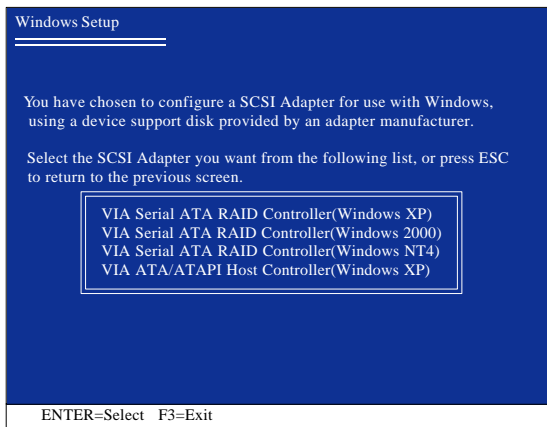 Windows Setup
You have chosen to configure a SCSI Adapter for use with Windows,
using a device support disk provided by an adapter manufacturer.
Select the SCSI Adapter you want from the following list, or press ESC
to return to the previous screen.
VIA Serial ATA RAID Controller(Windows XP)
VIA Serial ATA RAID Controller(Windows 2000)
VIA Serial ATA RAID Controller(Windows NT4)
VIA ATA/ATAPI Host Controller(Windows XP)
ENTER=Select F3=Exit